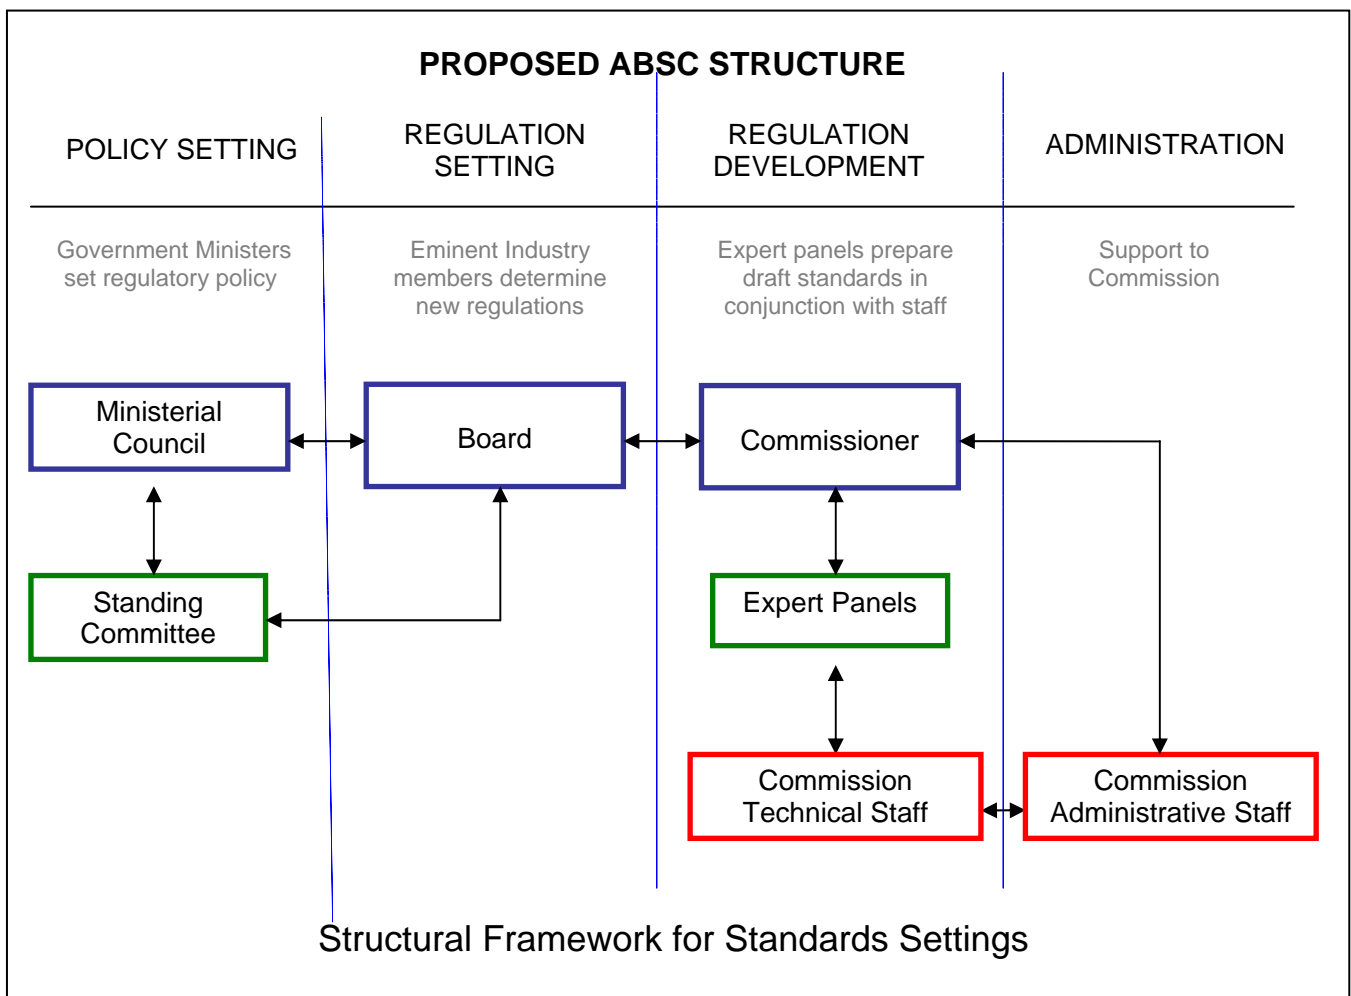 PROPOSED ABSC STRUCTURE
POLICY SETTING
REGULATION
SETTING
REGULATION
DEVELOPMENT
ADMINISTRATION
Government Ministers
set regulatory policy
Eminent Industry
members determine
new regulations
Expert panels prepare
draft standards in
conjunction with staff
Support to
Commission
Ministerial
Council
Board
Commissioner
Standing
Committee
Expert Panels
Commission
Technical Staff
Commission
Administrative Staff
Structural Framework for Standards Settings